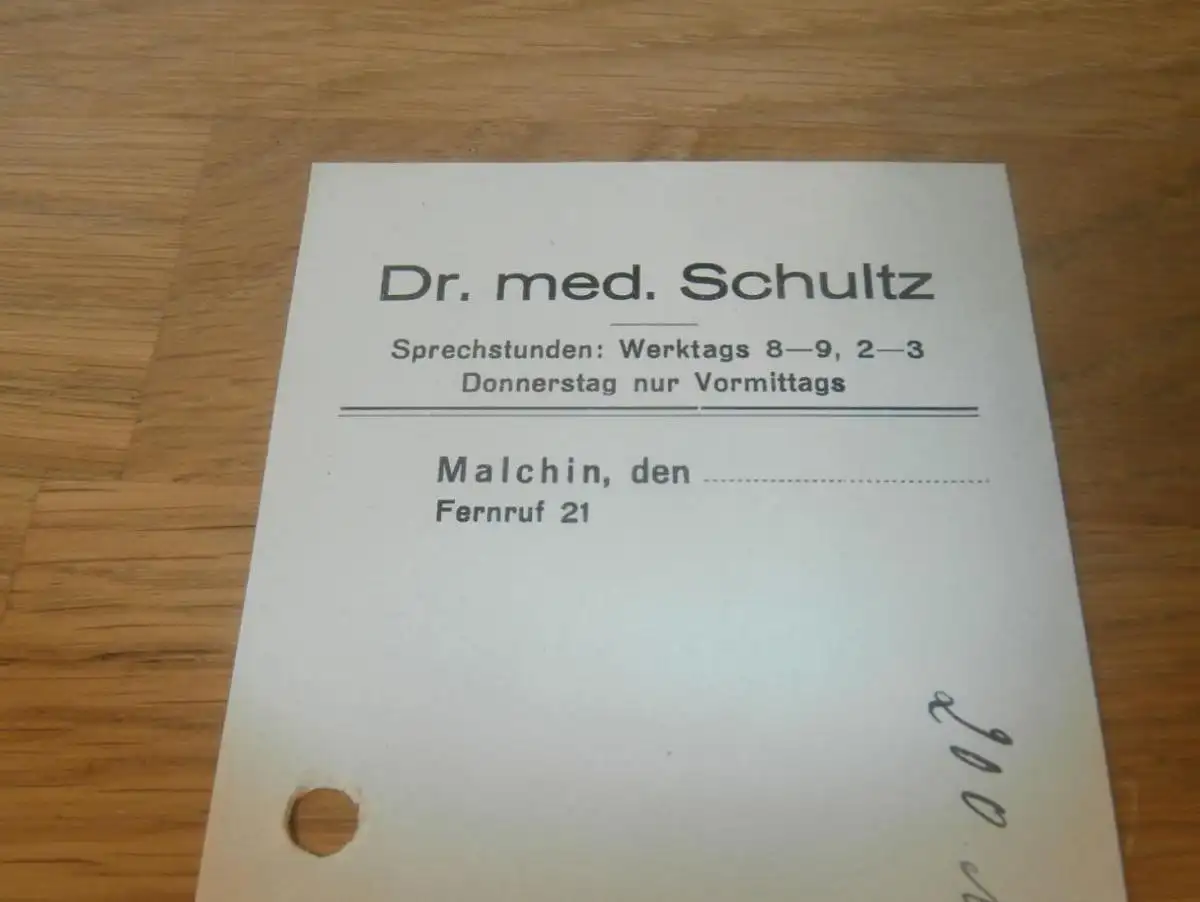 Dr. med. Schultz
Sprechstunden: Werktags 8—9, 2—3
Donnerstag nur Vormittags
Malchin, den
Fernruf 21